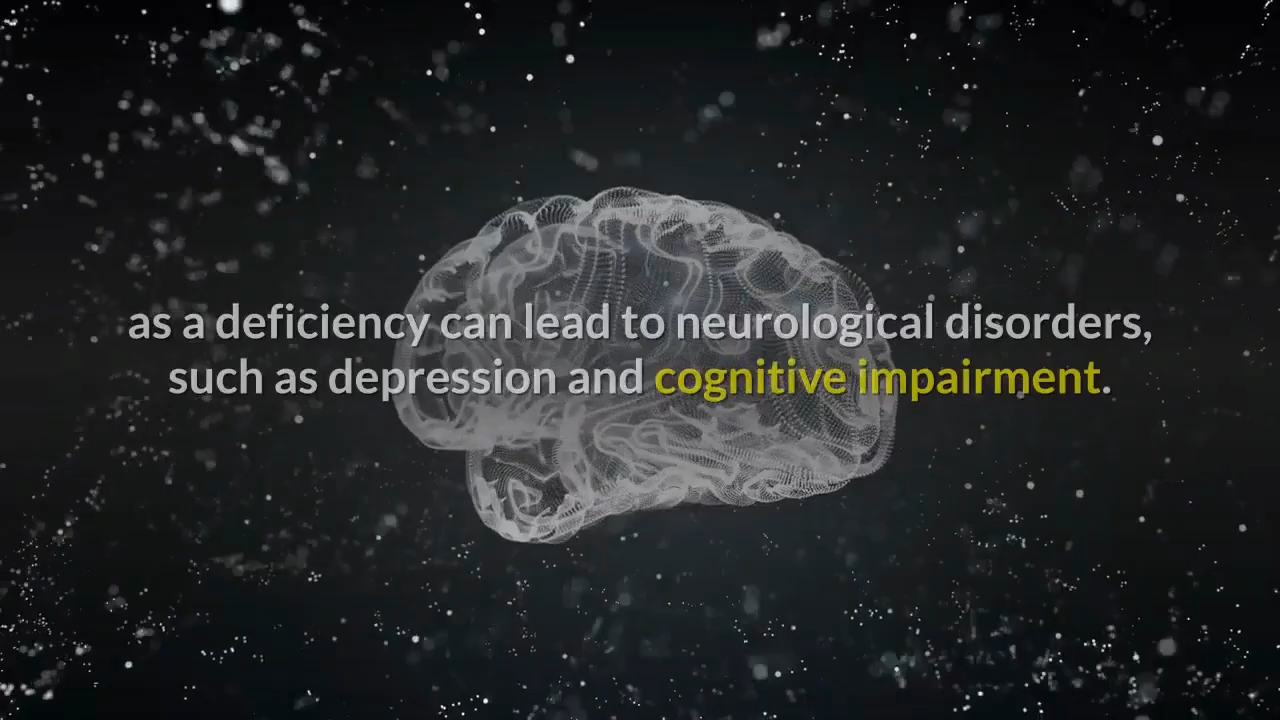 as a deficiency can lead to neurological disorders,
such as depression and cognitive impairment.